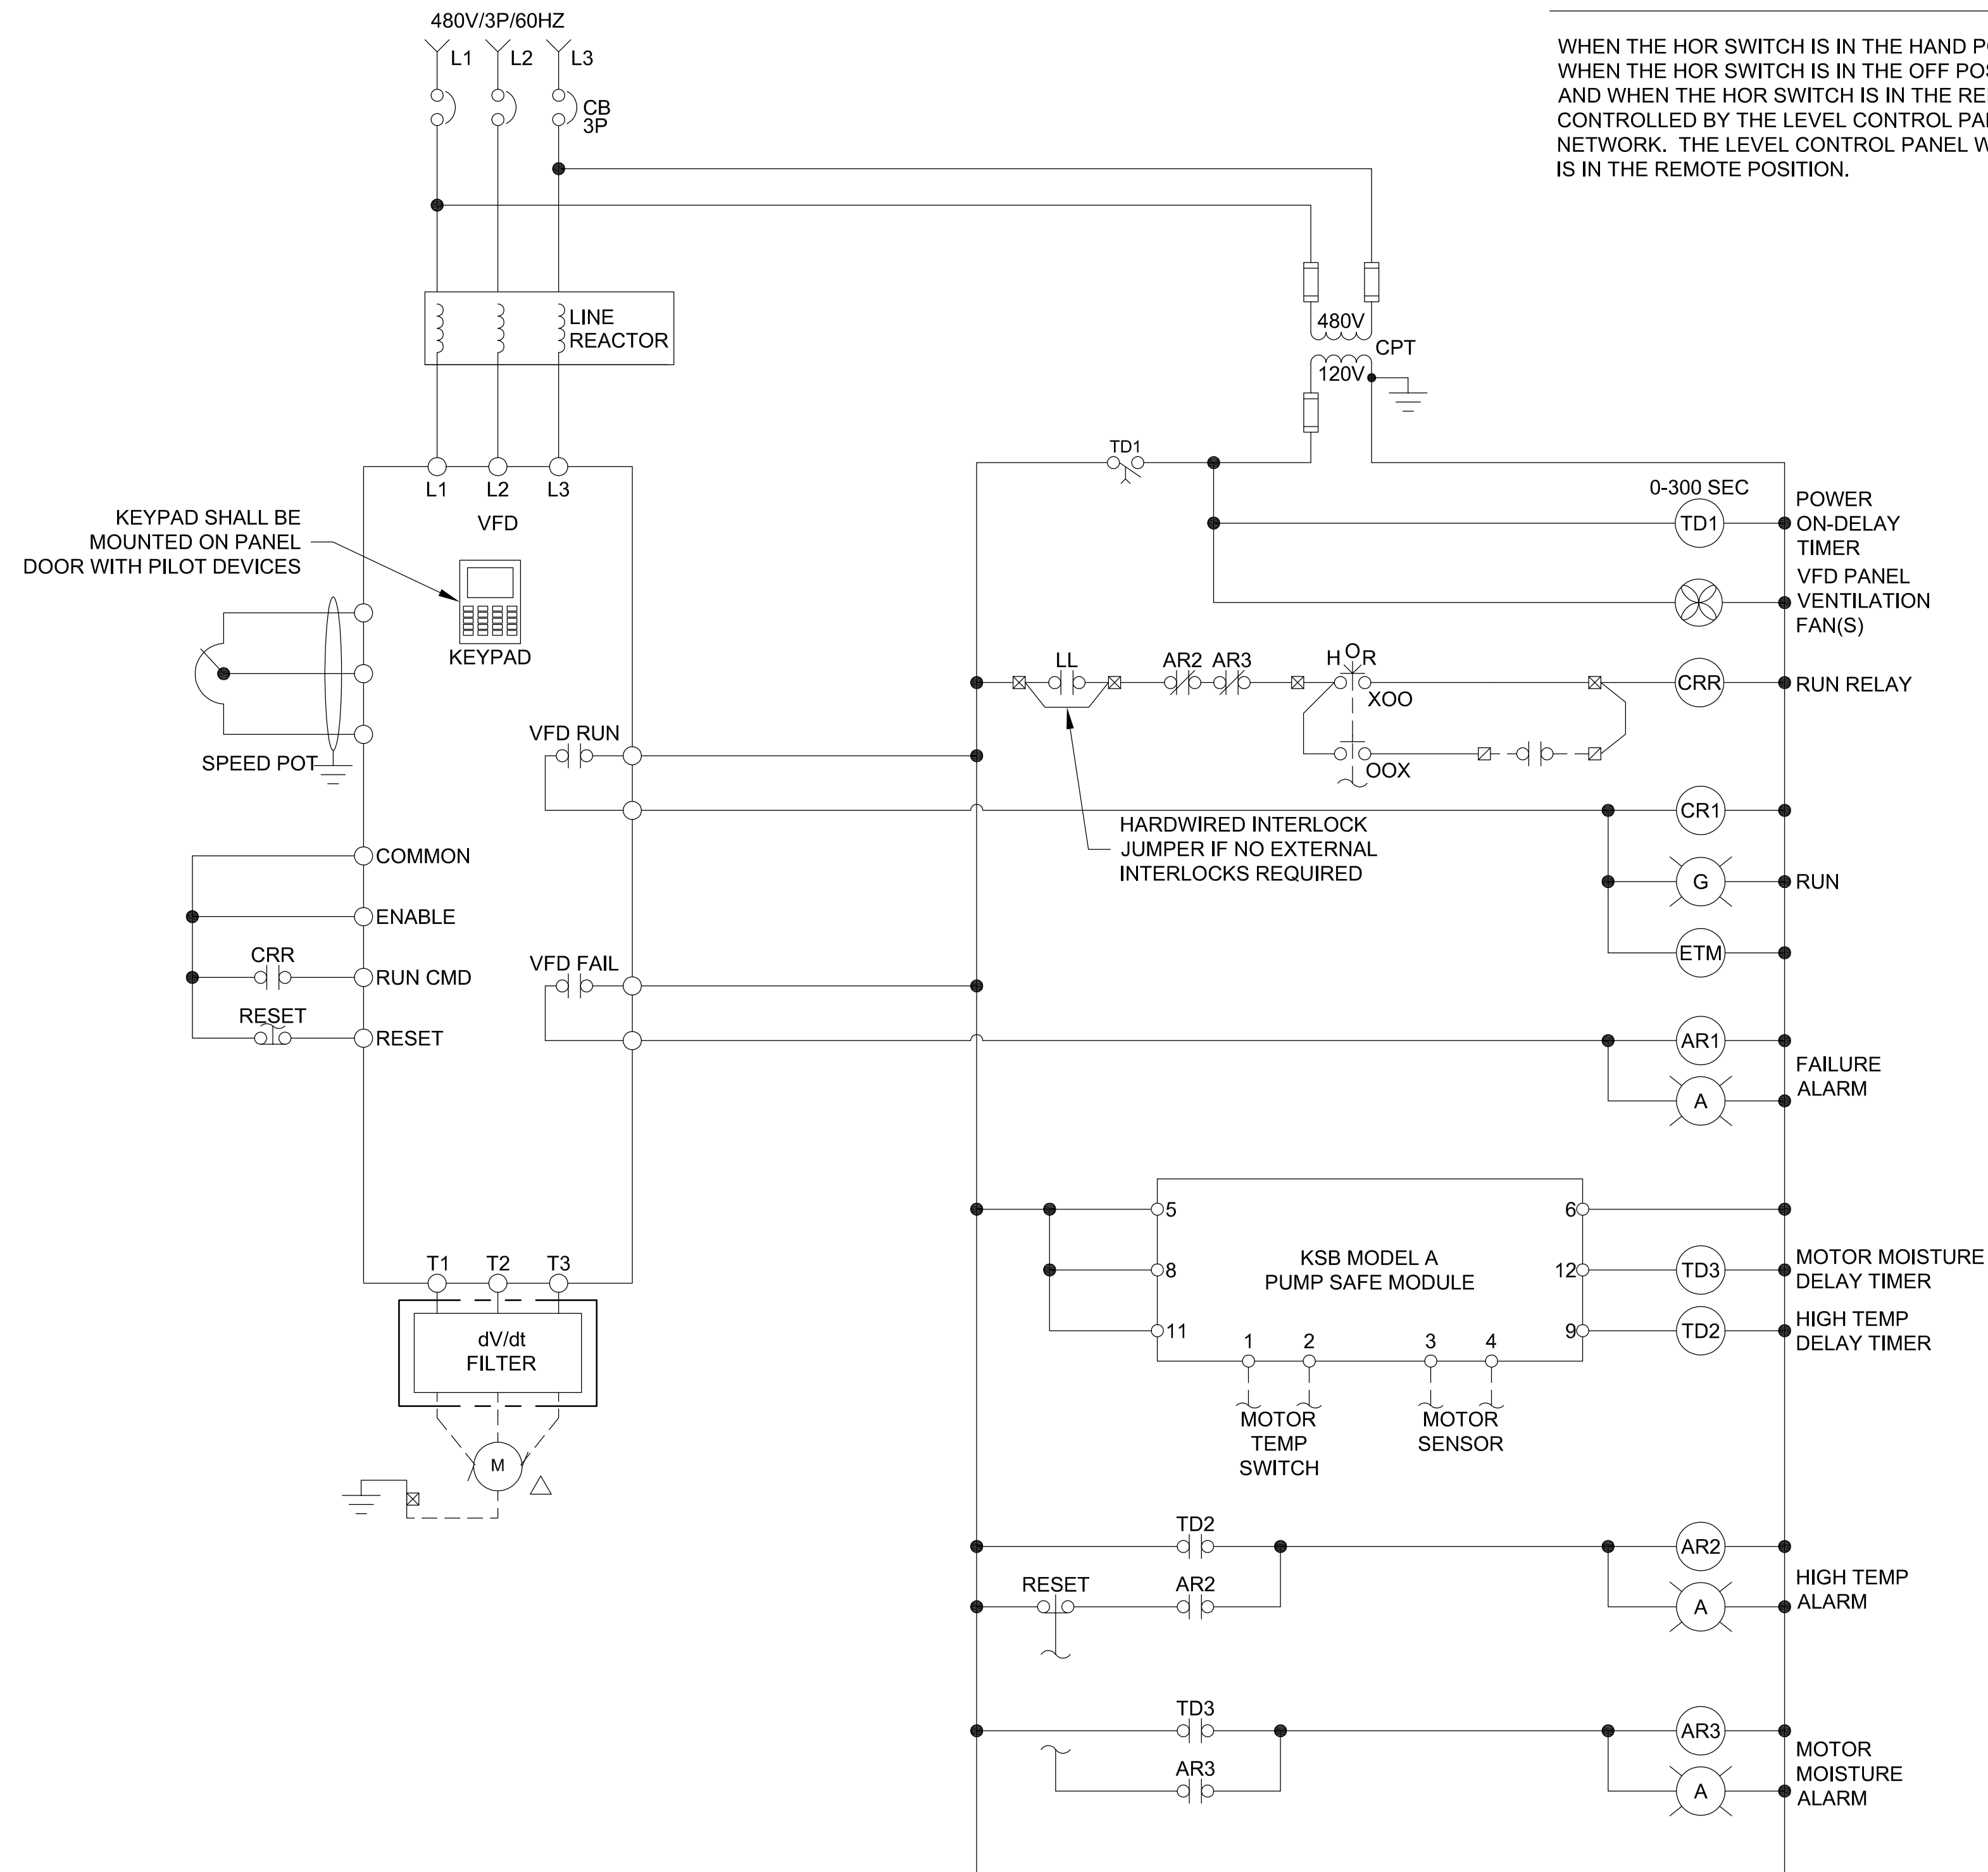 480V/3P/60HZ
L1
L2
L3
CB
3P
WHEN THE HOR SWITCH IS IN THE HAND
WHEN THE HOR SWITCH IS IN THE OFF
AND WHEN THE HOR SWITCH IS IN THE
CONTROLLED BY THE LEVEL CONTROL
NETWORK. THE LEVEL CONTROL PANEL
IS IN THE REMOTE POSITION.
LINE
REACTOR
480V
CPT
120V
L1
L2
L3
VFD
KEYPAD SHALL BE
MOUNTED ON PANEL
DOOR WITH PILOT DEVICES
KEYPAD
SPEED POT
VFD RUN
COMMON
ENABLE
CRR
RUN CMD
RESET
RESET
VFD FAIL
T1
T2
T3
dV/dt
FILTER
M
TD1
0-300 SEC
TD1
POWER
ON-DELAY
TIMER
VFD PANEL
VENTILATION
FAN(S)
LL
AR2
AR3
H
O
R
XOO
CRR
RUN RELAY
OOX
HARDWIRED INTERLOCK
JUMPER IF NO EXTERNAL
INTERLOCKS REQUIRED
CR1
G
RUN
ETM
AR1
FAILURE
ALARM
A
5
6
8
KSB MODEL A
PUMP SAFE MODULE
12
TD3
MOTOR MOISTURE
DELAY TIMER
11
9
TD2
HIGH TEMP
DELAY TIMER
1
2
3
4
MOTOR
TEMP
SWITCH
MOTOR
SENSOR
TD2
AR2
RESET
AR2
HIGH TEMP
ALARM
A
TD3
AR3
AR3
MOTOR
MOISTURE
ALARM
A